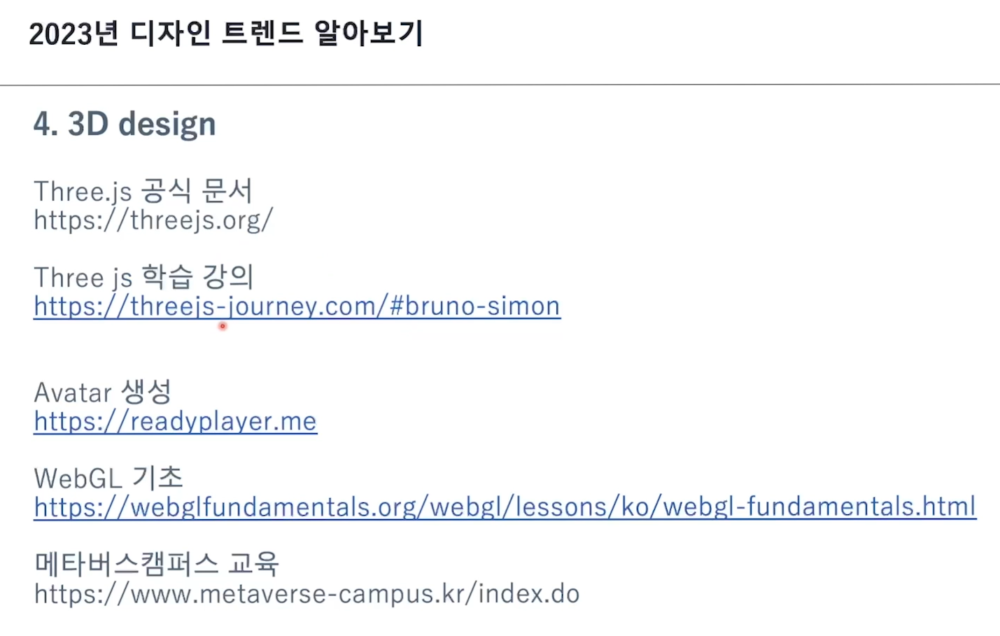 2023년 디자인 트렌드 알아보기
4. 3D design
Three.js 공식 문서
https://threejs.org/
Three js 학습 강의
https://threejs-journey.com/#bruno-simon
Avatar 생성
https://readyplayer.me
WebGL 기초
https://webglfundamentals.org/webgl/lessons/ko/webgl-fundamentals.html
메타버스캠퍼스 교육
https://www.metaverse-campus.kr/index.do